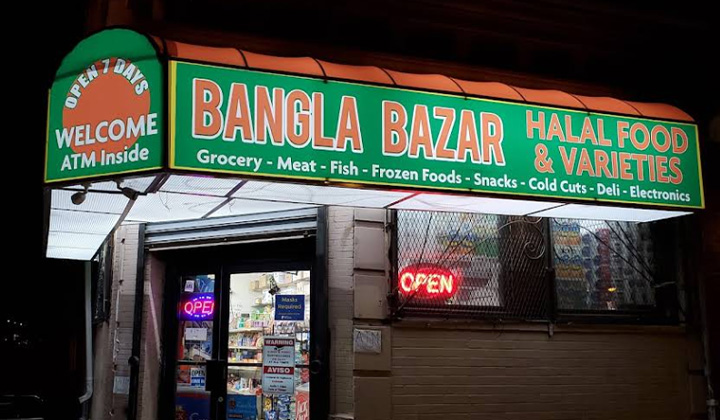 OPEN 7 DAYS
WELCOME
ATM Inside
BANGLA BAZAR
HALAL FOOD
& VARIETIES
Grocery - Meat - Fish - Frozen Foods - Snacks - Cold Cuts - Deli - Electronics
OPEN
OPE
Masks
Required
WARNING
AVISO